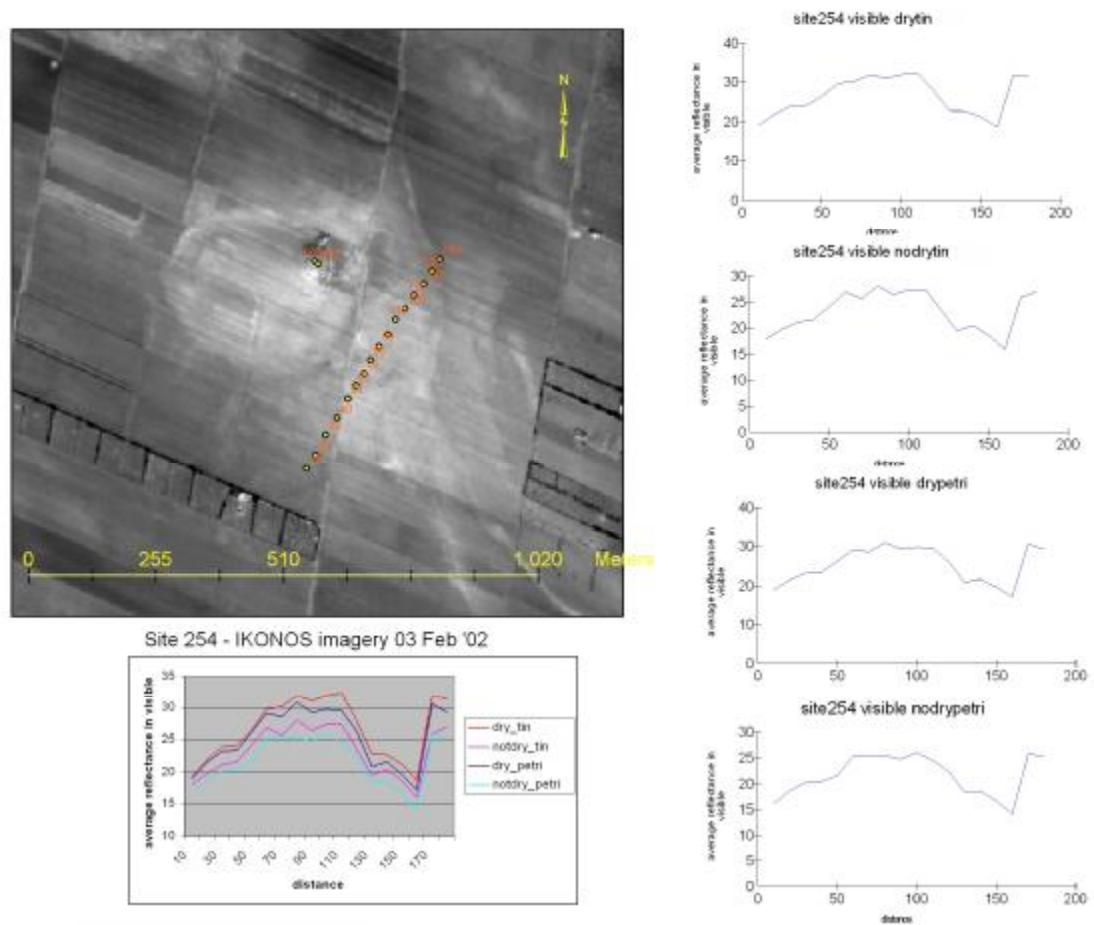 N
0 255 510 1.020 Meters
Site 254 - IKONOS imagery 03 Feb '02
average reflectance in visible
35
30
25
20
15
10
10 30 50 70 90 110 130 150 170
distance
dry_tin
notdry_tin
dry_petri
notdry_petri
site254 visible drytin
average reflectance in
visible
40
30
20
10
0
0 50 100 150 200
distance
site254 visible nodrytin
average reflectance in
visible
30
25
20
15
10
5
0
0 50 100 150 200
distance
site254 visible drypetri
average reflectance in
visible
40
30
20
10
0
0 50 100 150 200
site254 visible nodrypetri
average reflectance in
visible
30
25
20
15
10
5
0
0 50 100 150 200
distance